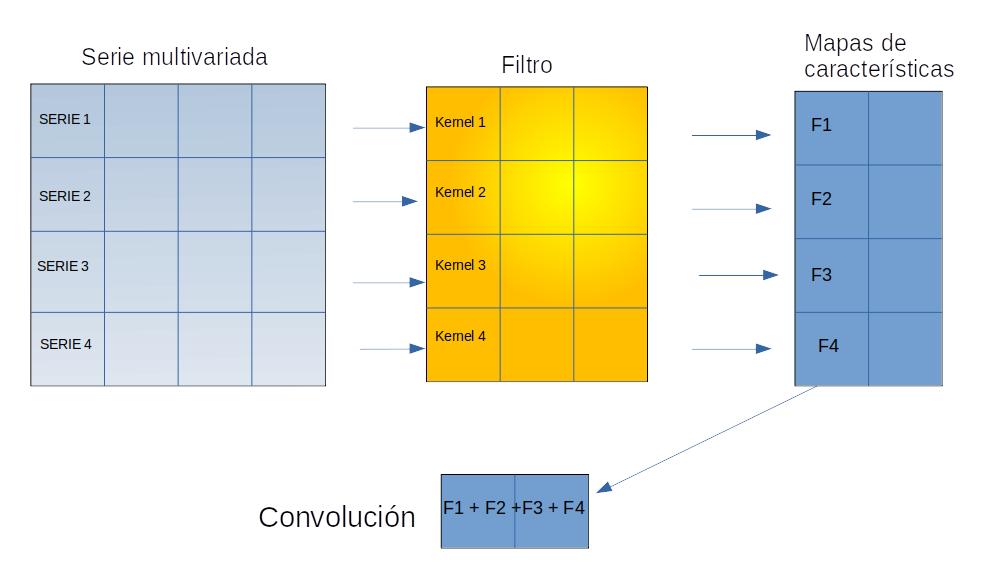 Serie multivariada
Filtro
Mapas de
características
SERIE 1
SERIE 2
SERIE 3
SERIE 4
Kernel 1
Kernel 2
Kernel 3
Kernel 4
F1
F2
F3
F4
Convolución
F1 + F2 +F3 + F4